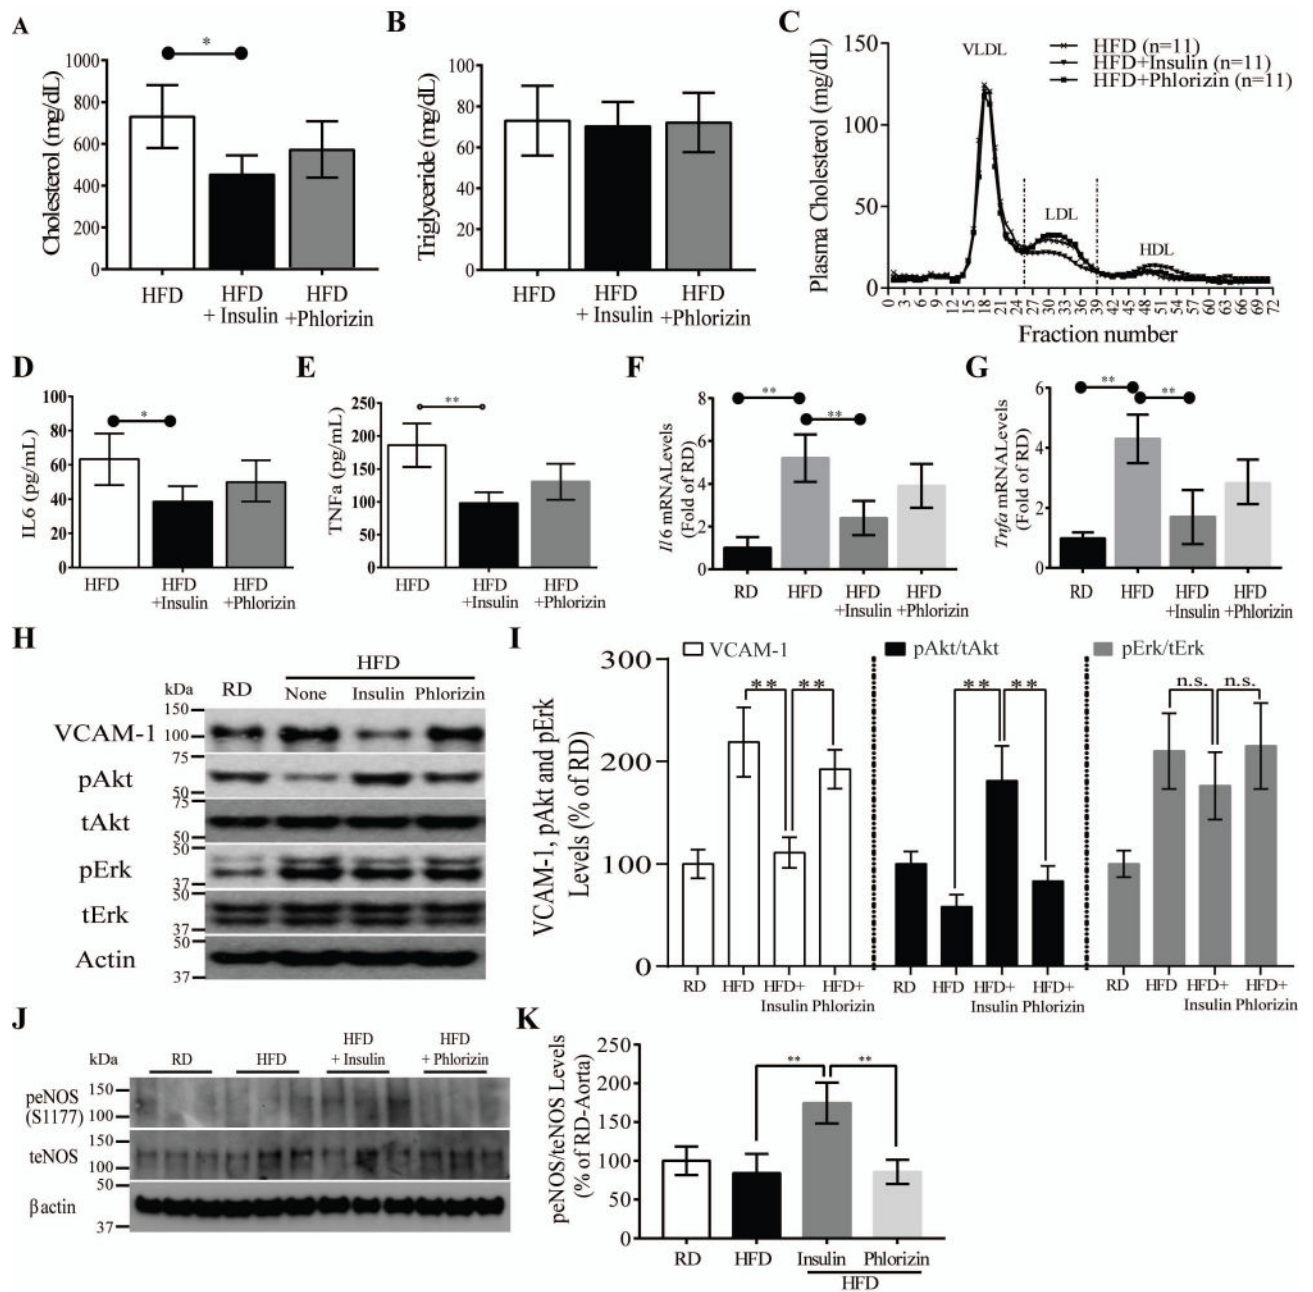 A
Cholesterol (mg/dL)
1000
800
600
400
200
0
*
HFD
HFD
+ Insulin
HFD
+Phlorizin
B
Triglyceride (mg/dL)
100
80
60
40
20
0
HFD
HFD
+ Insulin
HFD
+Phlorizin
C
Plasma Cholesterol (mg/dL)
150
100
50
0
VLDL
LDL
HDL
HFD (n=11)
HFD+Insulin (n=11)
HFD+Phlorizin (n=11)
0 3 6 9 12 15 18 21 24 27 30 33 36 39 42 45 48 51 54 57 60 63 66 69 72
Fraction number
D
IL6 (pg/mL)
100
80
60
40
20
0
*
HFD
HFD
+Insulin
HFD
+Phlorizin
E
TNFa (pg/mL)
250
200
150
100
50
0
**
HFD
HFD
+Insulin
HFD
+Phlorizin
F
Il6 mRNALevels
(Fold of RD)
8
6
4
2
0
**
**
RD
HFD
HFD
+Insulin
HFD
+Phlorizin
G
Tnfa mRNALevels
(Fold of RD)
6
4
2
0
**
**
RD
HFD
HFD
+Insulin
HFD
+Phlorizin
H
HFD
kDa RD None Insulin Phlorizin
150
VCAM-1 100
75
pAkt
50
75
tAkt
50
50
pErk
37
50
tErk
37
50
Actin
37
I
VCAM-1, pAkt and pErk
Levels (% of RD)
300
200
100
0
VCAM-1
pAkt/tAkt
pErk/tErk
** **
** **
n.s. n.s.
RD HFD HFD+ HFD+
Insulin Phlorizin
RD HFD HFD+ HFD+
Insulin Phlorizin
RD HFD HFD+ HFD+
Insulin Phlorizin
J
kDa
RD
HFD
HFD
+ Insulin
HFD
+ Phlorizin
peNOS
(S1177)
150
100
teNOS
150
100
β actin
50
37
K
peNOS/teNOS Levels
(% of RD-Aorta)
250
200
150
100
50
0
** **
RD HFD Insulin Phlorizin
HFD